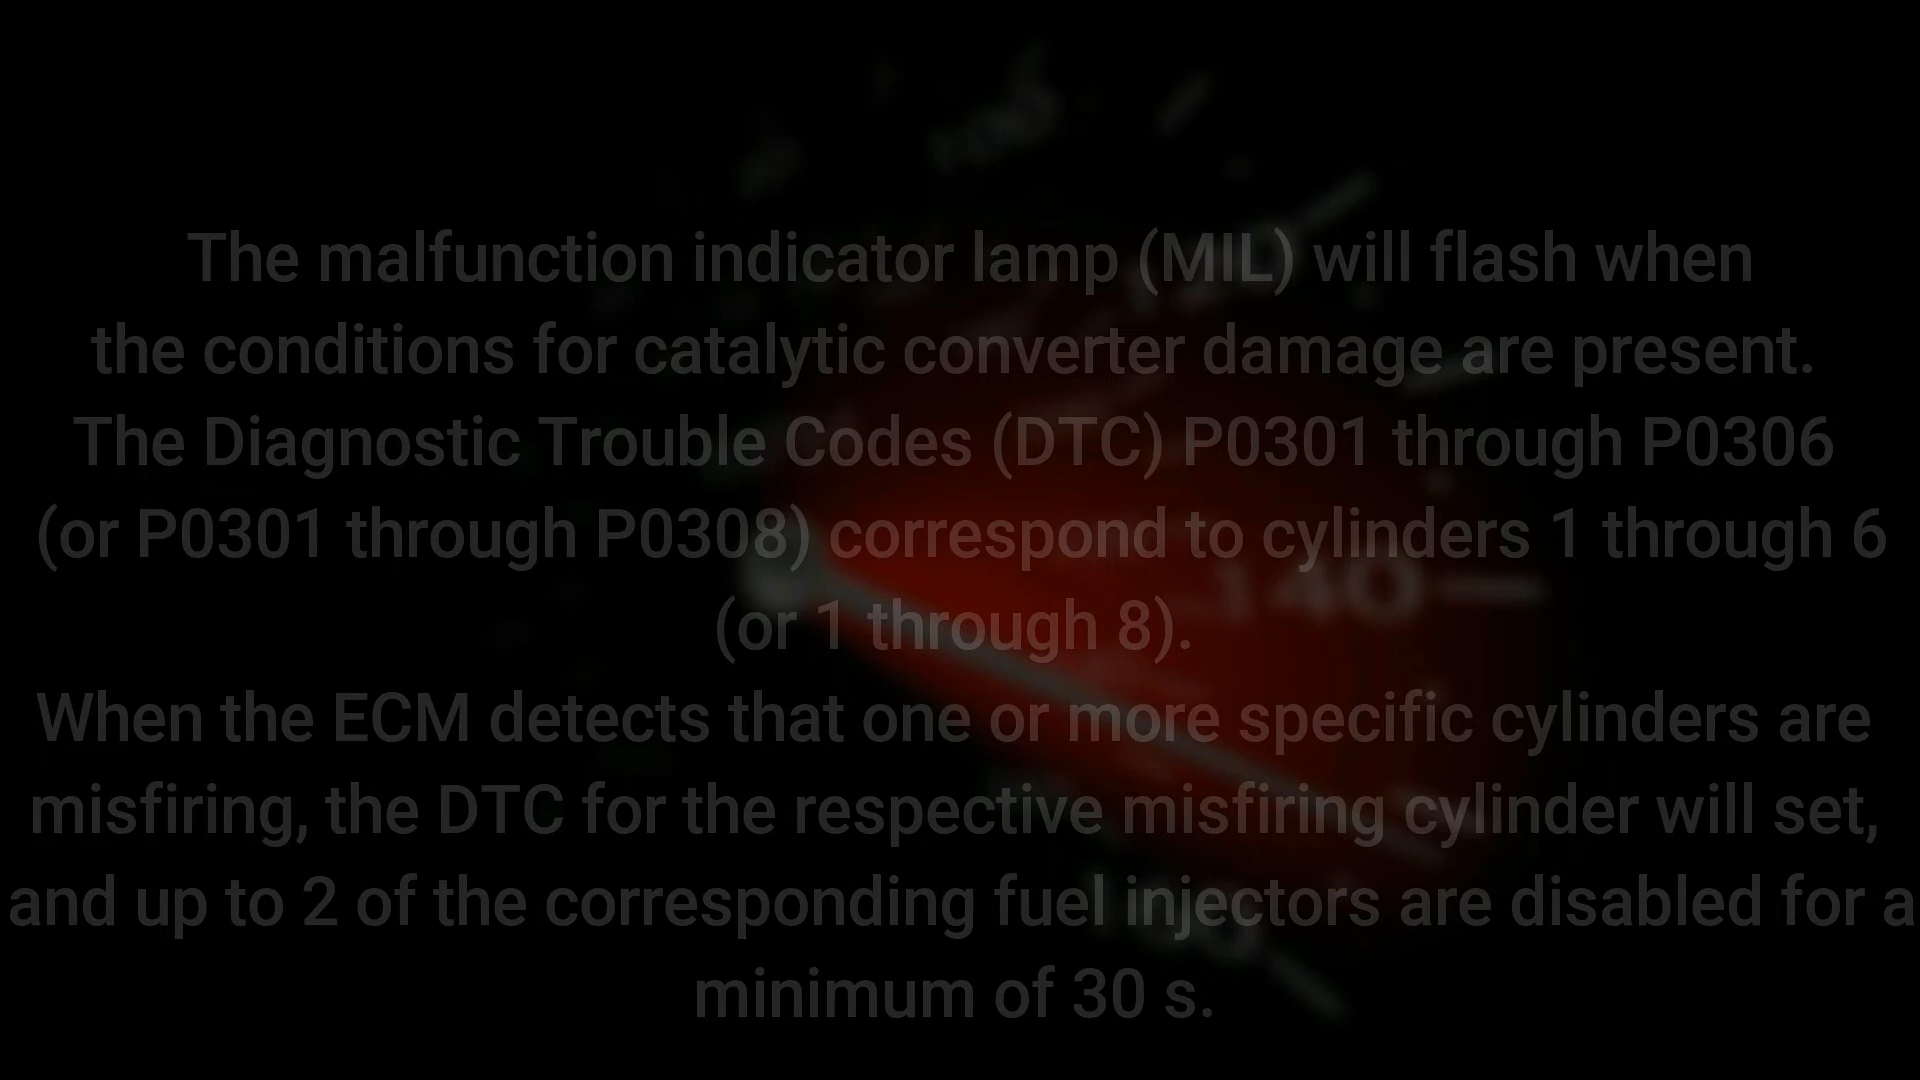 The malfunction indicator lamp (MIL) will flash when
the conditions for catalytic converter damage are present.
The Diagnostic Trouble Codes (DTC) P0301 through P0306
(or P0301 through P0308) correspond to cylinders 1 through 6
(or 1 through 8).
When the ECM detects that one or more specific cylinders are
misfiring, the DTC for the respective misfiring cylinder will set,
and up to 2 of the corresponding fuel injectors are disabled for a
minimum of 30 s.
140
160